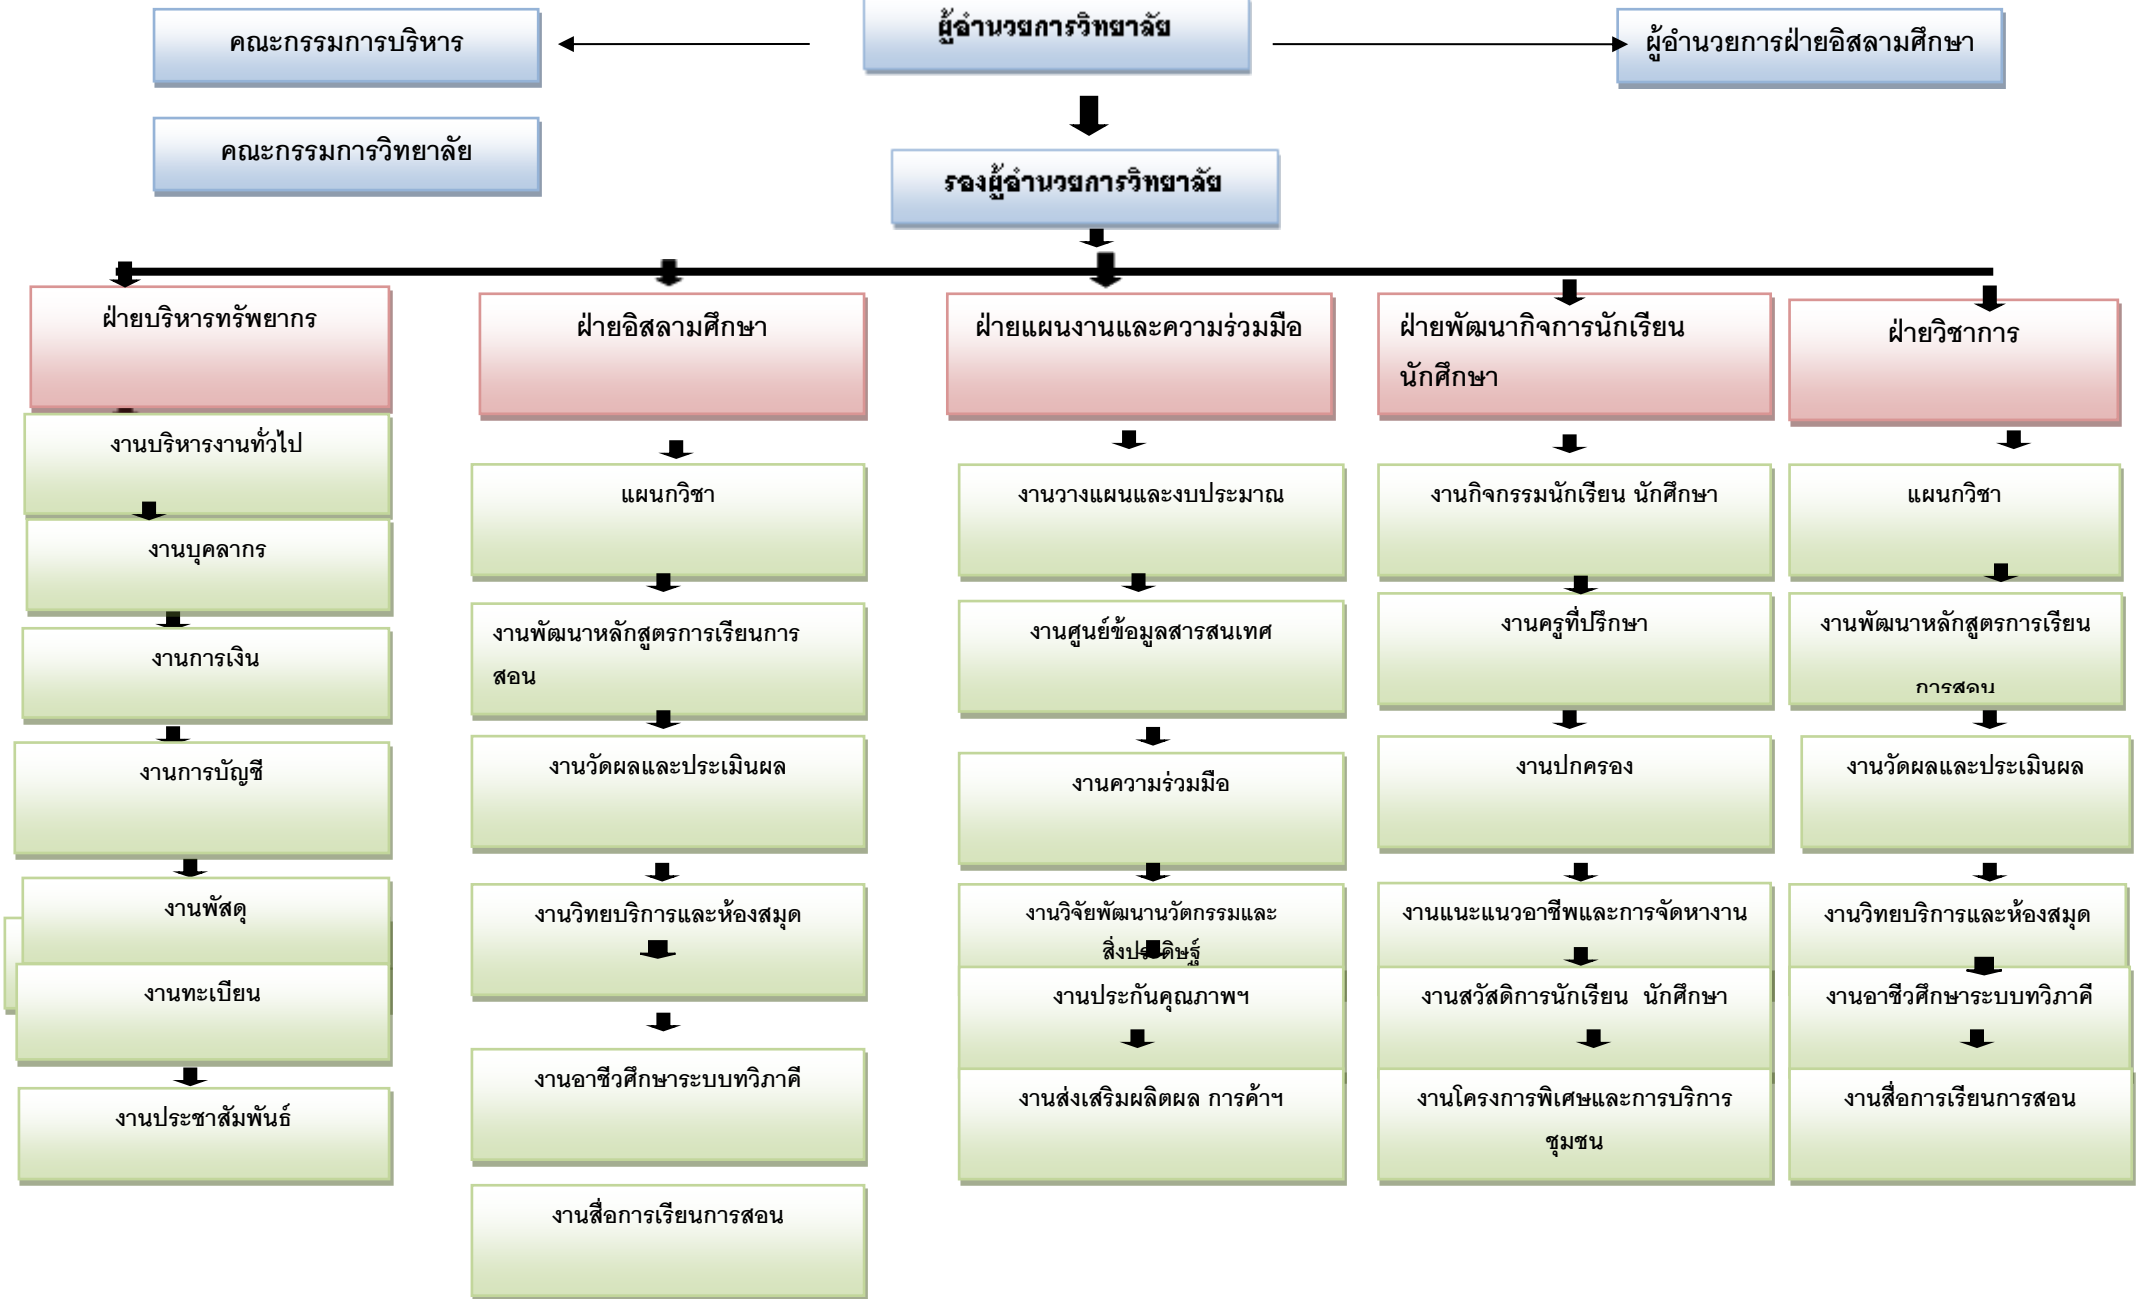 คณะกรรมการบริหาร
ผู้อำนวยการวิทยาลัย
ผู้อำนวยการฝ่ายอิสลามศึกษา
คณะกรรมการวิทยาลัย
รองผู้อำนวยการวิทยาลัย
ฝ่ายบริหารทรัพยากร
งานบริหารงานทั่วไป
งานบุคลากร
งานการเงิน
งานการบัญชี
งานพัสดุ
งานทะเบียน
งานประชาสัมพันธ์
ฝ่ายอิสลามศึกษา
แผนกวิชา
งานพัฒนาหลักสูตรการเรียนการ
สอน
งานวัดผลและประเมินผล
งานวิทยบริการและห้องสมุด
งานอาชีวศึกษาระบบทวิภาคี
งานสื่อการเรียนการสอน
ฝ่ายแผนงานและความร่วมมือ
งานวางแผนและงบประมาณ
งานศูนย์ข้อมูลสารสนเทศ
งานความร่วมมือ
งานวิจัยพัฒนานวัตกรรมและ
สิ่งประดิษฐ์
งานประกันคุณภาพฯ
งานส่งเสริมผลิตผล การค้าฯ
ฝ่ายพัฒนากิจการนักเรียน
นักศึกษา
งานกิจกรรมนักเรียน นักศึกษา
งานครูที่ปรึกษา
งานปกครอง
งานแนะแนวอาชีพและการจัดหางาน
งานสวัสดิการนักเรียน นักศึกษา
งานโครงการพิเศษและการบริการ
ชุมชน
ฝ่ายวิชาการ
แผนกวิชา
งานพัฒนาหลักสูตรการเรียน
การสอน
งานวัดผลและประเมินผล
งานวิทยบริการและห้องสมุด
งานอาชีวศึกษาระบบทวิภาคี
งานสื่อการเรียนการสอน